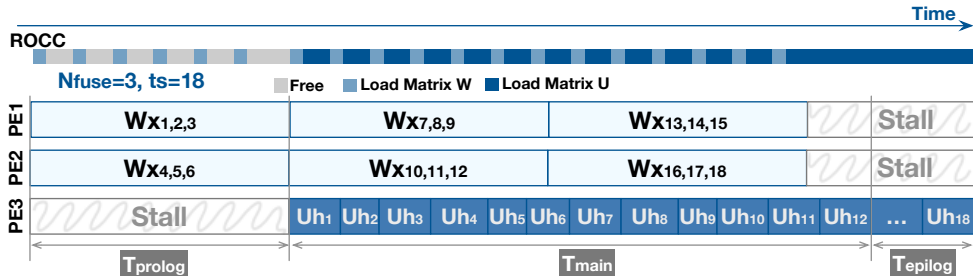 Time
ROCC
Nfuse=3, ts=18
Free Load Matrix W Load Matrix U
PE1 Wx1,2,3 Wx7,8,9 Wx13,14,15 Stall
PE2 Wx4,5,6 Wx10,11,12 Wx16,17,18 Stall
PE3 Stall Uh1 Uh2 Uh3 Uh4 Uh5 Uh6 Uh7 Uh8 Uh9 Uh10 Uh11 Uh12 ... Uh18
Tprolog Tmain Tepilog